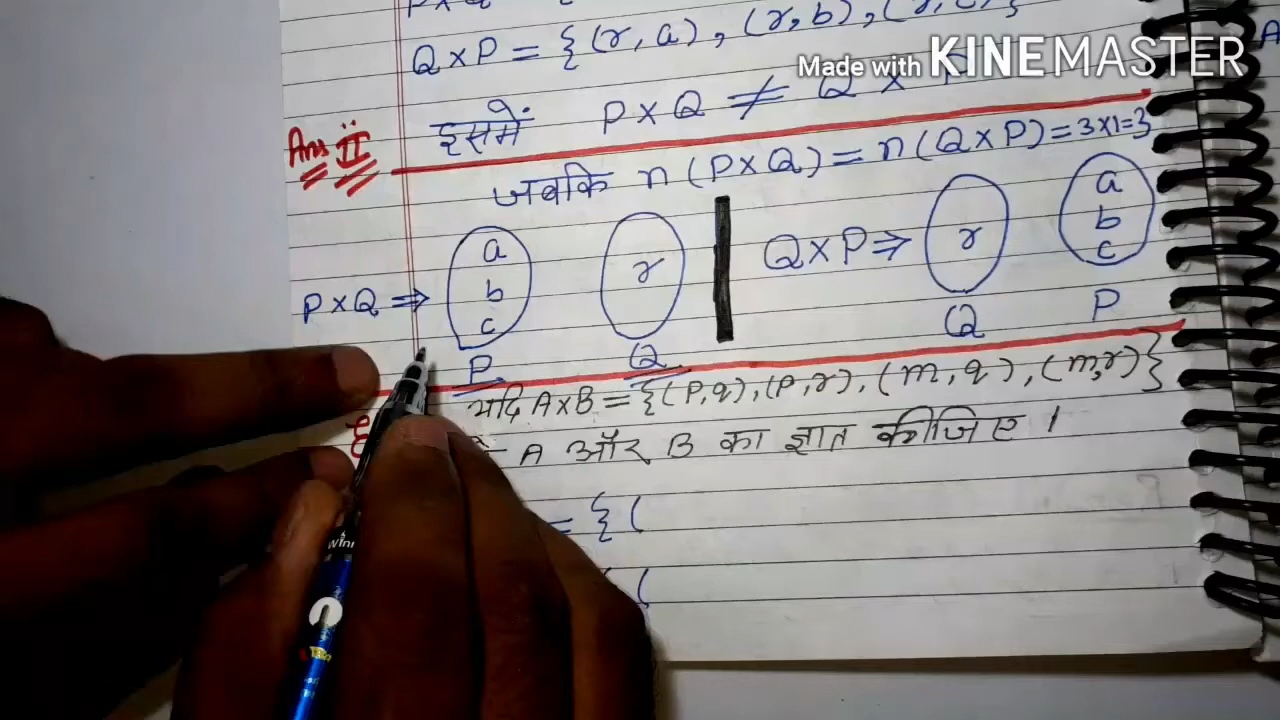 P×Q
Q×P = {(r, a), (r, b), (r, c)}
Made with KINEMASTER
इसमें P×Q ≠ Q × P
Ans II
जबकि n(P×Q) = n(Q×P) = 3×1=3
P×Q ⇒ a b c r Q×P ⇒ r a b c
P Q Q P
यदि A×B = {(P,q), (P,r), (m,q), (m,r)}
A और B का ज्ञात कीजिए।
= {(
(